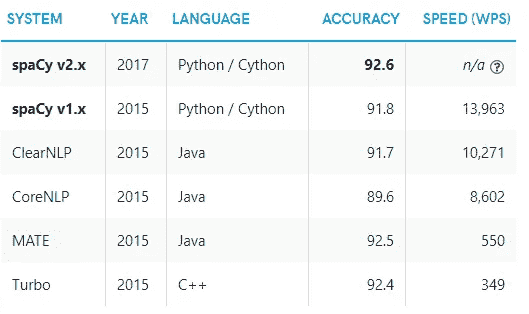 SYSTEM YEAR LANGUAGE ACCURACY SPEED (WPS)
spaCy v2.x 2017 Python / Cython 92.6 n/a ?
spaCy v1.x 2015 Python / Cython 91.8 13,963
ClearNLP 2015 Java 91.7 10,271
CoreNLP 2015 Java 89.6 8,602
MATE 2015 Java 92.5 550
Turbo 2015 C++ 92.4 349